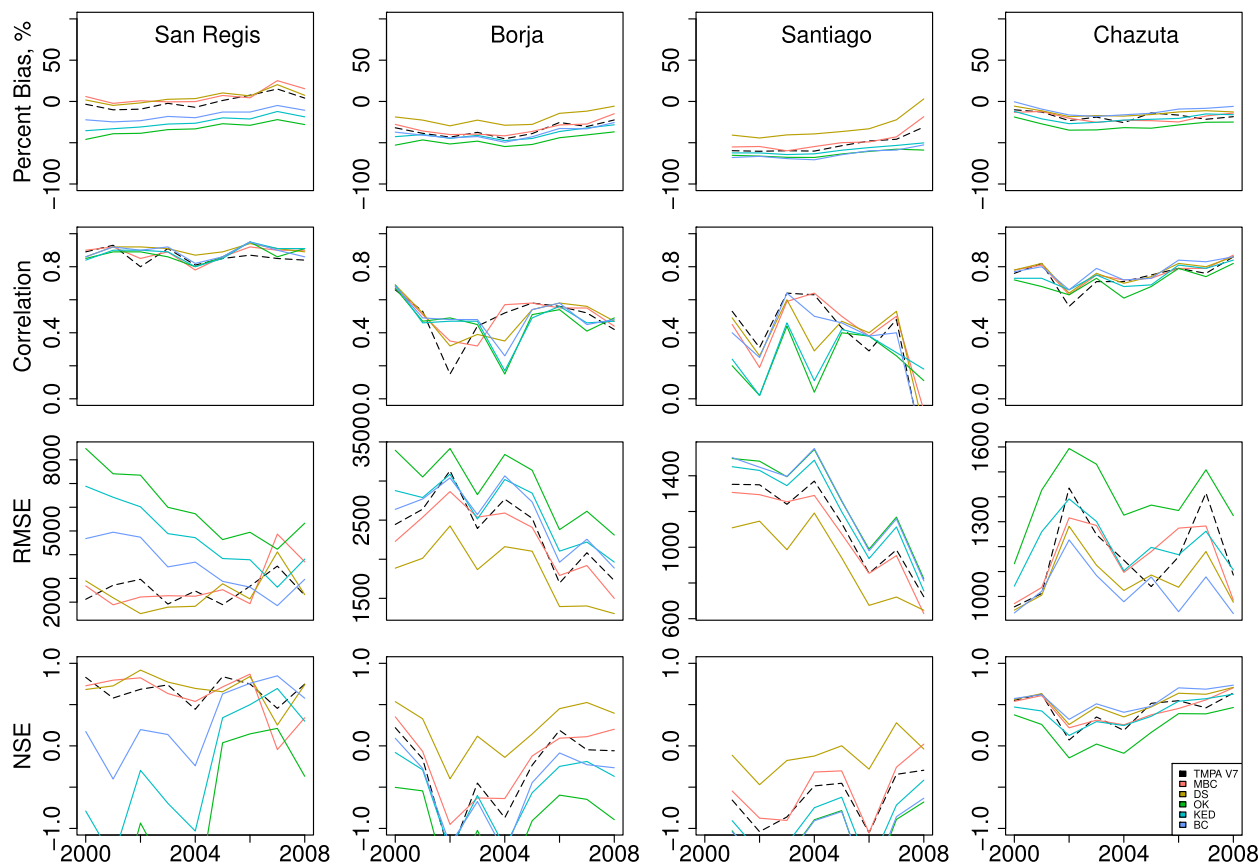 San Regis
Borja
Santiago
Chazuta
Percent Bias, %
50
0
−100
50
0
−100
50
0
−100
50
0
−100
Correlation
0.8
0.4
0.0
0.8
0.4
0.0
0.8
0.4
0.0
0.8
0.4
0.0
RMSE
8000
5000
2000
3500
2500
1500
1400
1000
600
1600
1300
1000
NSE
1.0
0.0
−1.0
1.0
0.0
−1.0
1.0
0.0
−1.0
1.0
0.0
−1.0
TMPA V7
MBC
DS
OK
KED
BC
2000 2004 2008
2000 2004 2008
2000 2004 2008
2000 2004 2008